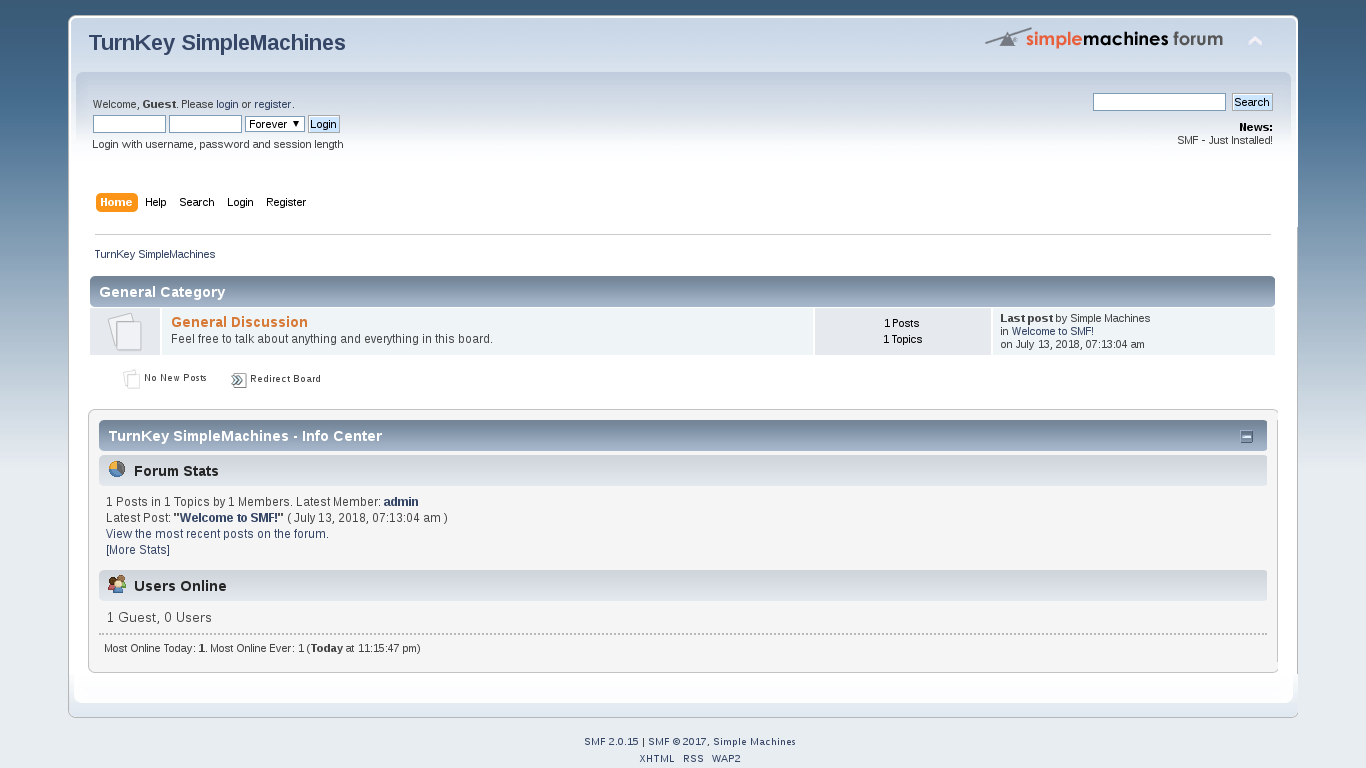 TurnKey SimpleMachines
simplemachines forum
Welcome, Guest. Please login or register.
Forever ▼ Login
Login with username, password and session length
Search
News:
SMF - Just Installed!
Home Help Search Login Register
TurnKey SimpleMachines
General Category
General Discussion
Feel free to talk about anything and everything in this board.
1 Posts
1 Topics
Last post by Simple Machines
in Welcome to SMF!
on July 13, 2018, 07:13:04 am
No New Posts Redirect Board
TurnKey SimpleMachines - Info Center
Forum Stats
1 Posts in 1 Topics by 1 Members. Latest Member: admin
Latest Post: "Welcome to SMF!" ( July 13, 2018, 07:13:04 am )
View the most recent posts on the forum.
[More Stats]
Users Online
1 Guest, 0 Users
Most Online Today: 1. Most Online Ever: 1 (Today at 11:15:47 pm)
SMF 2.0.15 | SMF © 2017, Simple Machines
XHTML RSS WAP2